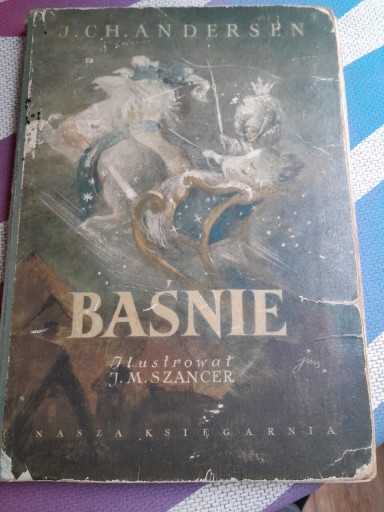 J. CH. ANDERSEN
BAŚNIE
Ilustrował
J. M. SZANCER
NASZA KSIĘGARNIA